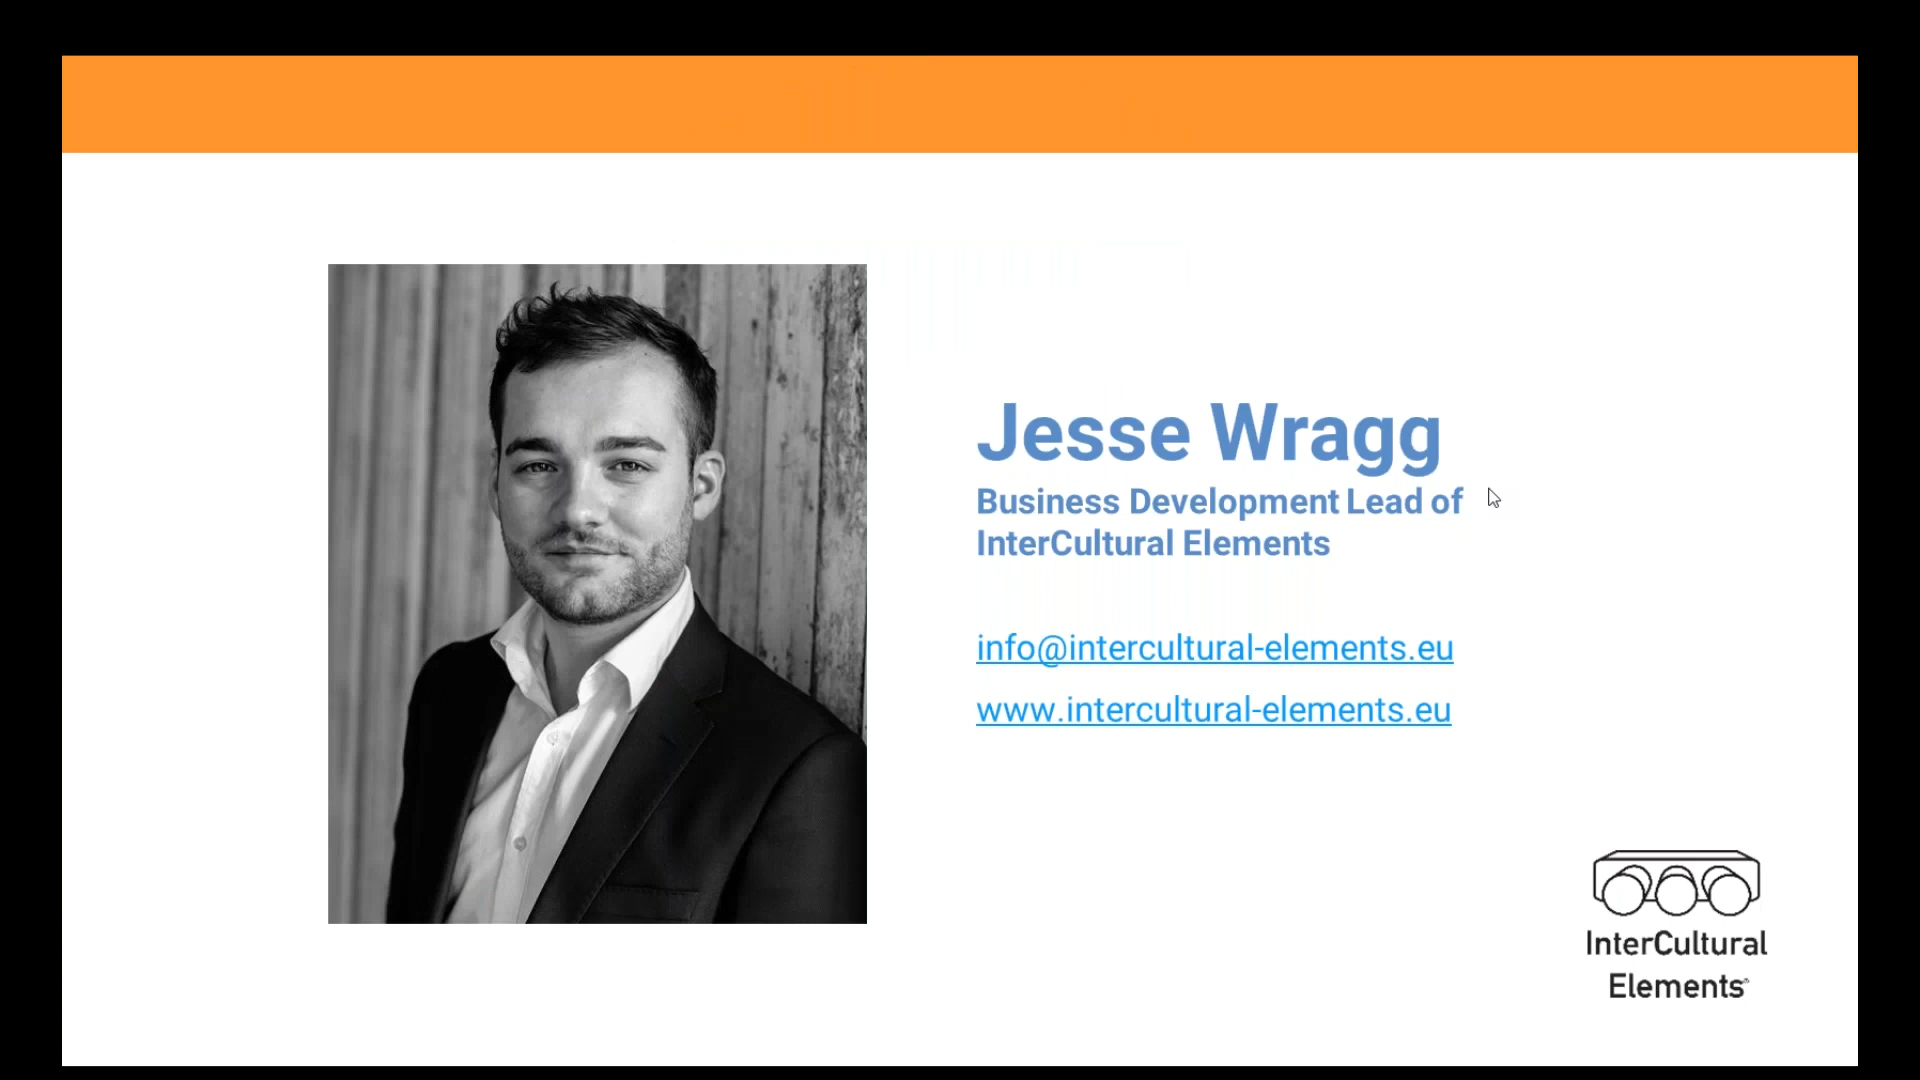 Jesse Wragg
Business Development Lead of
InterCultural Elements
info@intercultural-elements.eu
www.intercultural-elements.eu
InterCultural
Elements